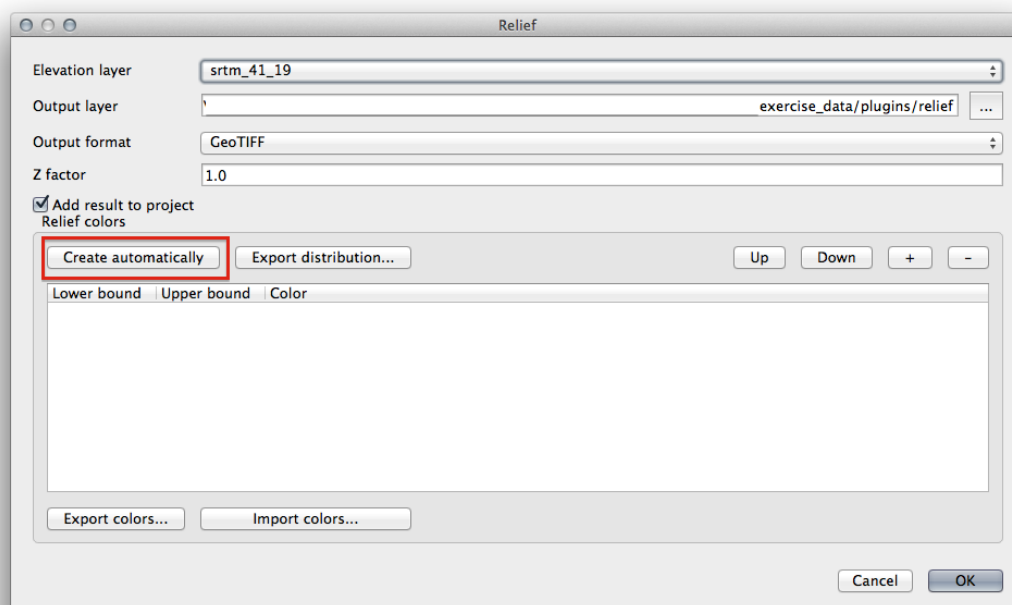 Relief
Elevation layer srtm_41_19
Output layer exercise_data/plugins/relief ...
Output format GeoTIFF
Z factor 1.0
Add result to project
Relief colors
Create automatically Export distribution... Up Down + -
Lower bound Upper bound Color
Export colors... Import colors...
Cancel OK